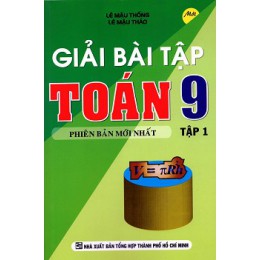 LÊ MẬU THỐNG
LÊ MẬU THẢO
Mới
GIẢI BÀI TẬP
TOÁN 9
PHIÊN BẢN MỚI NHẤT
TẬP 1
V = πR²h
NHÀ XUẤT BẢN TỔNG HỢP THÀNH PHỐ HỒ CHÍ MINH